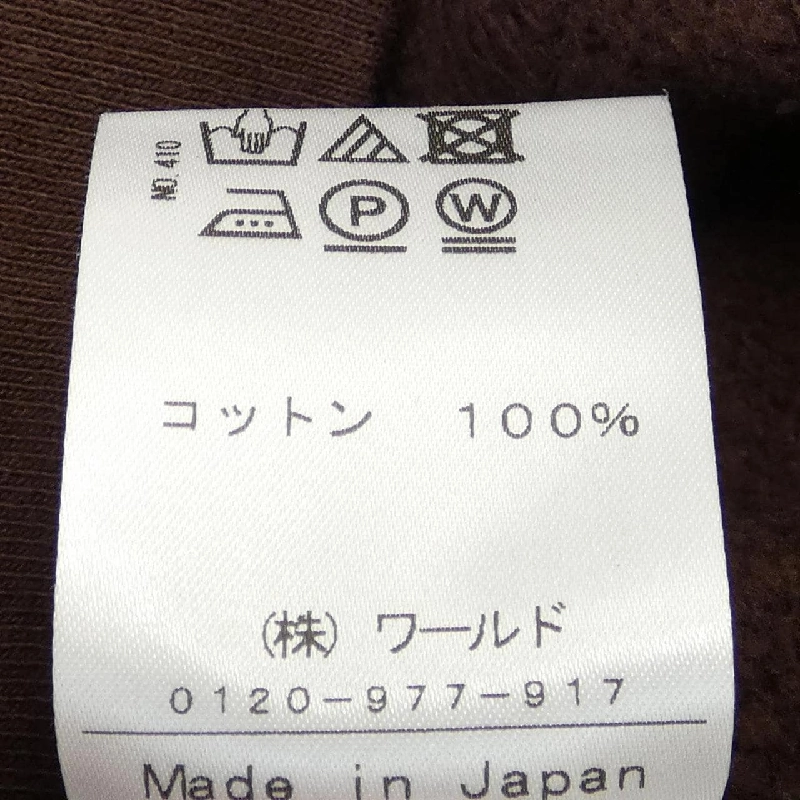 NO. 410
P W
コットン 100%
(株) ワールド
0120-977-917
Made in Japan